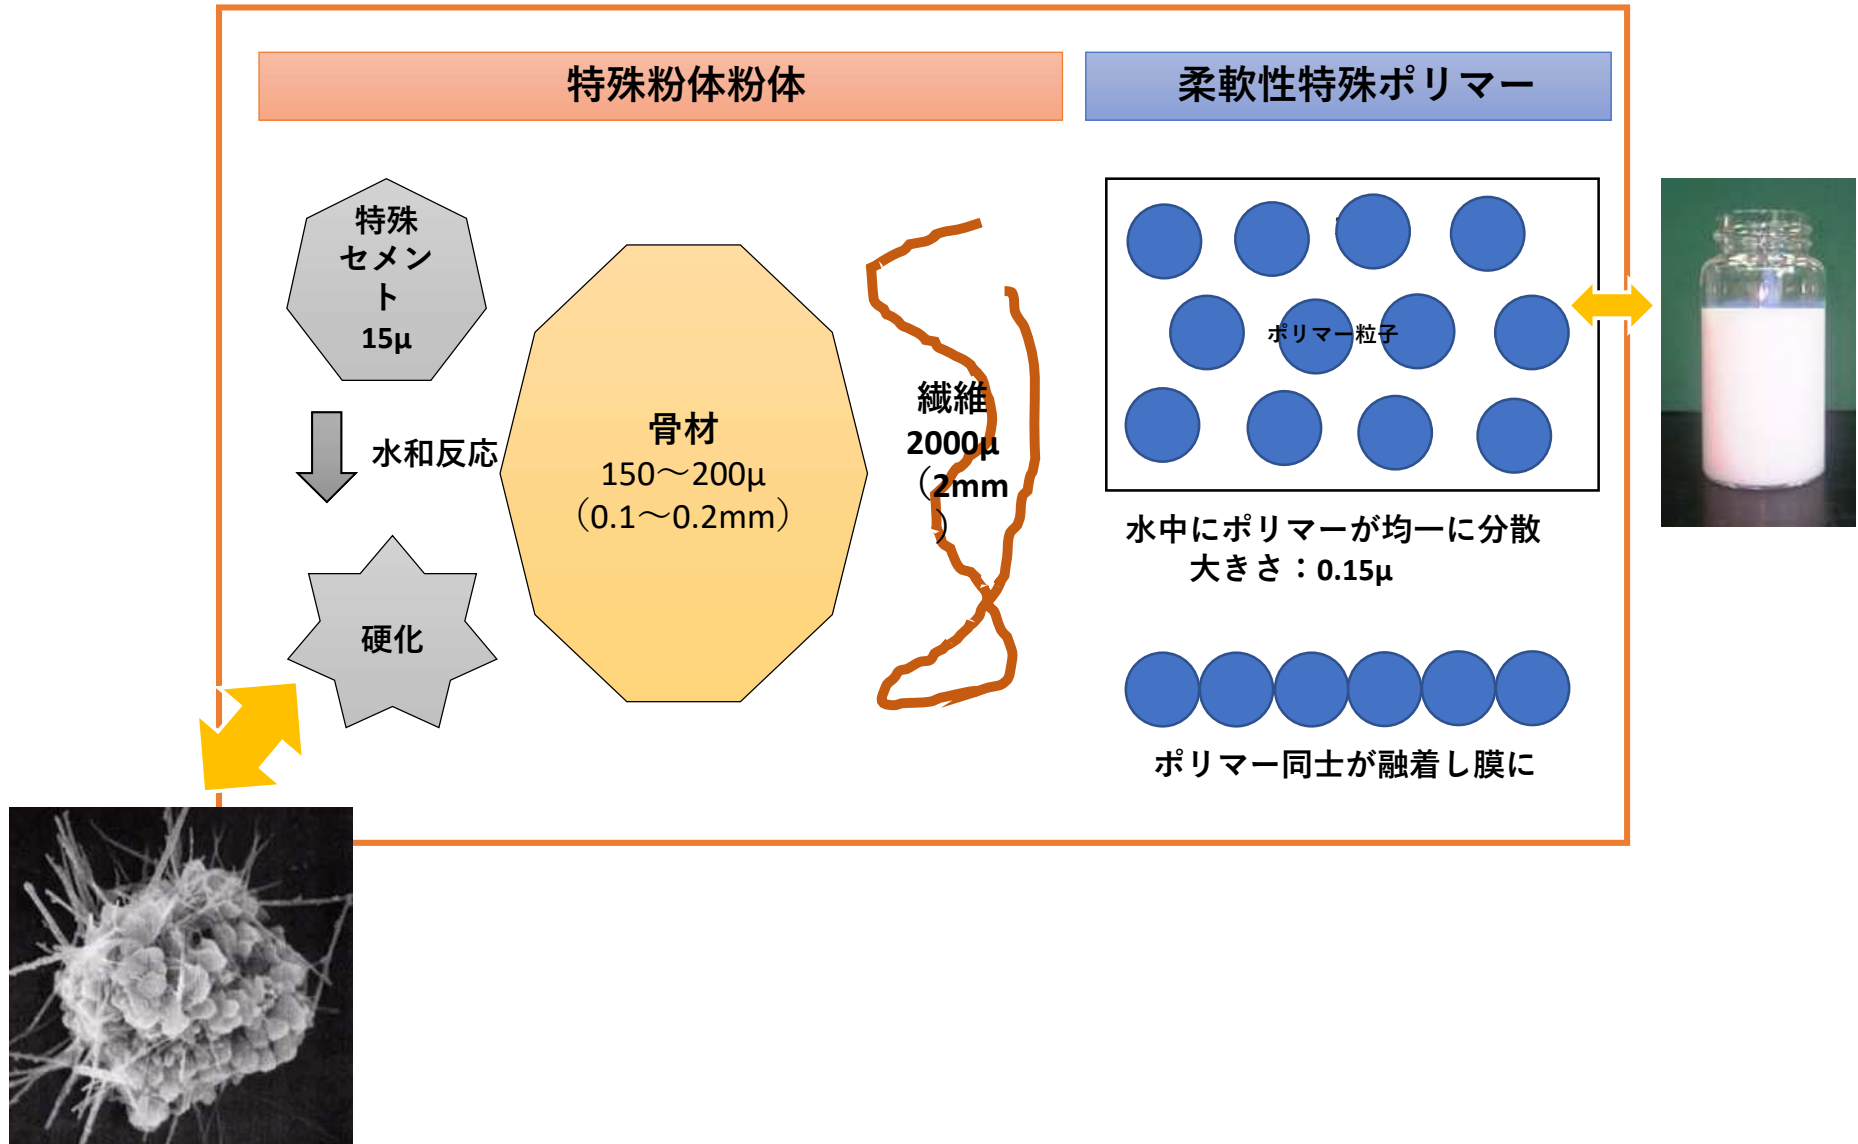 特殊粉体粉体
柔軟性特殊ポリマー
特殊
セメン
ト
15μ
水和反応
硬化
骨材
150～200μ
（0.1～0.2mm）
繊維
2000μ
（2mm
）
ポリマー粒子
水中にポリマーが均一に分散
大きさ：0.15μ
ポリマー同士が融着し膜に